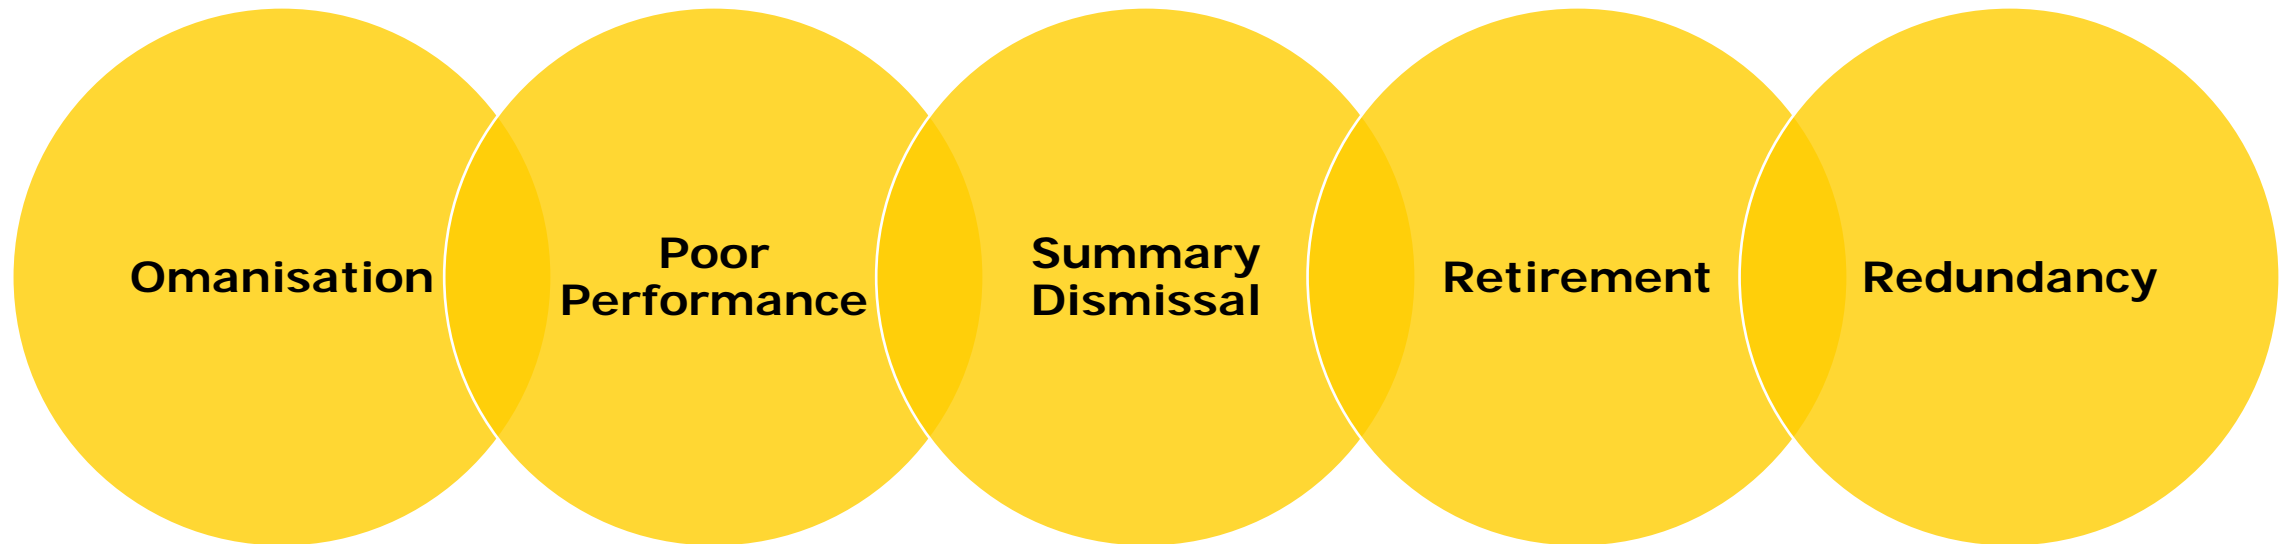 Omanisation
Poor
Performance
Summary
Dismissal
Retirement
Redundancy